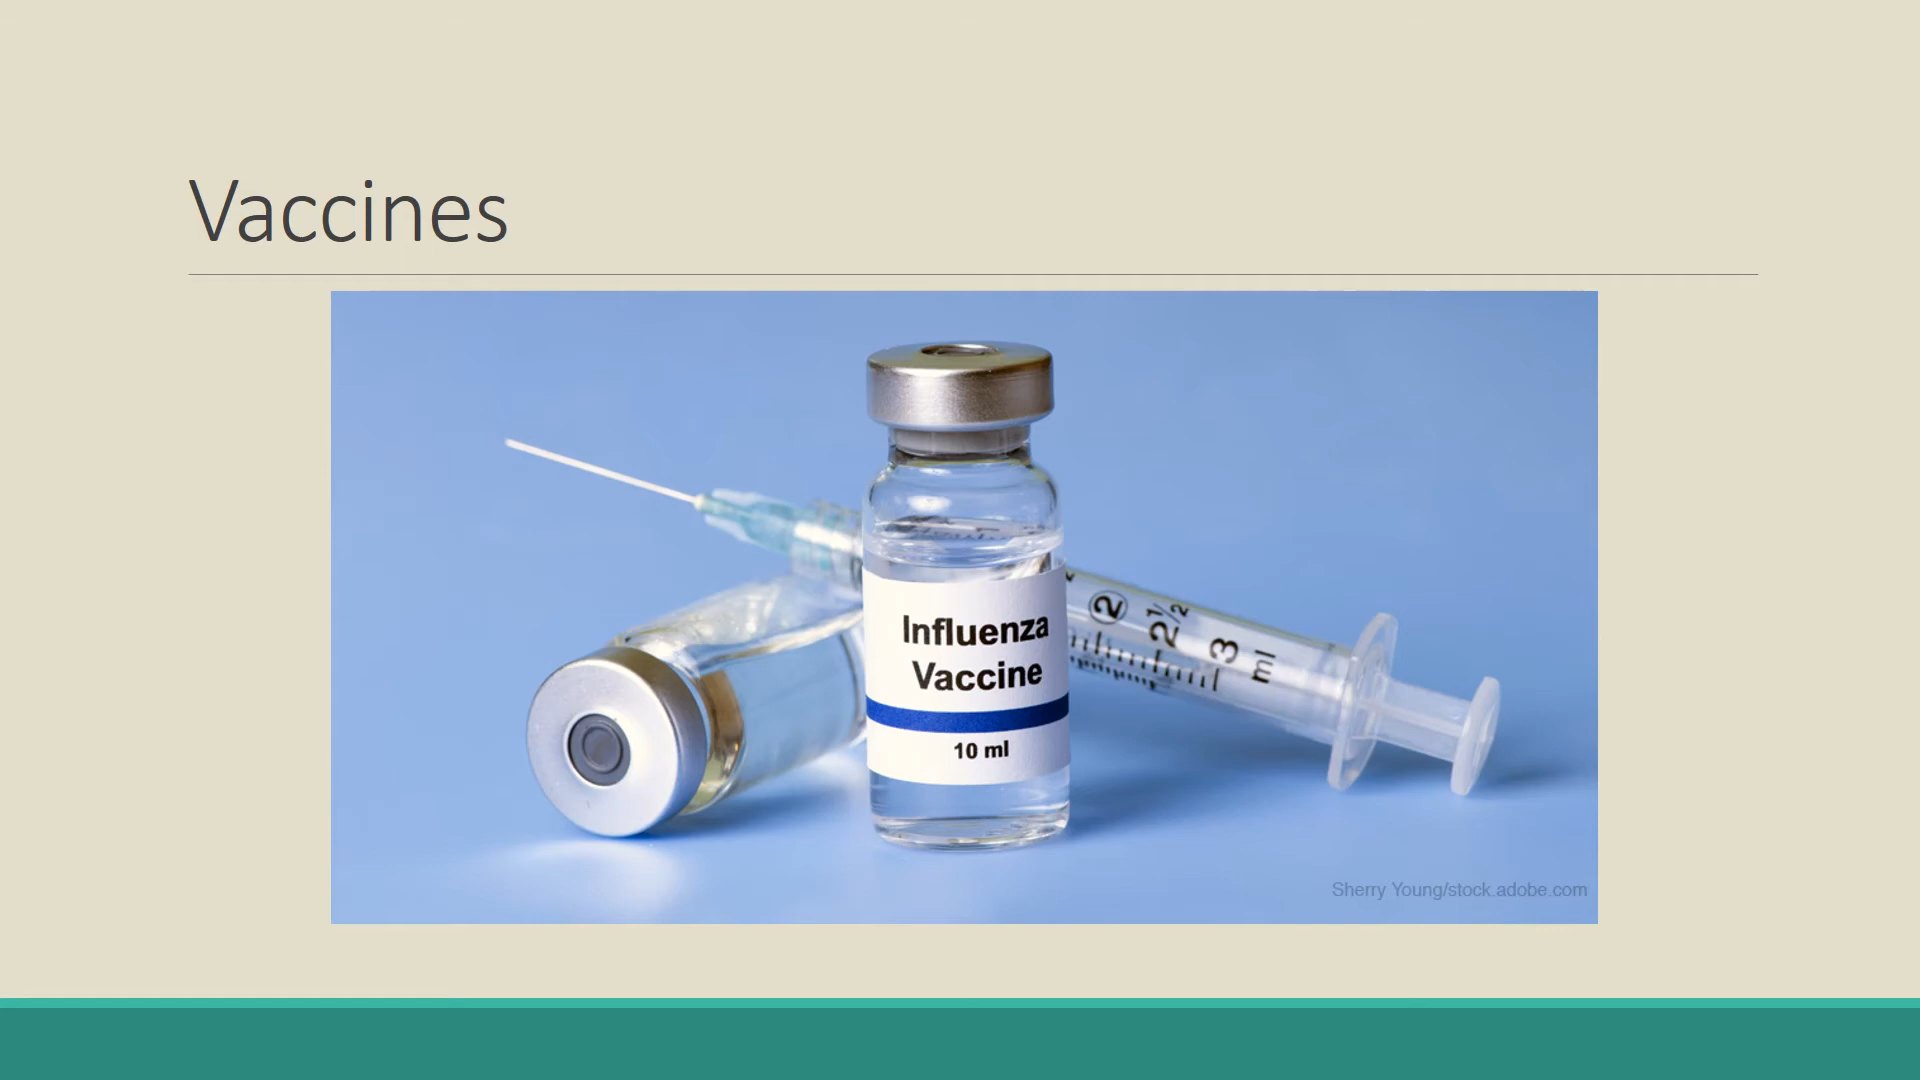 Vaccines
Influenza
Vaccine
10 ml
2
2½
3
ml
Sherry Young/stock.adobe.com